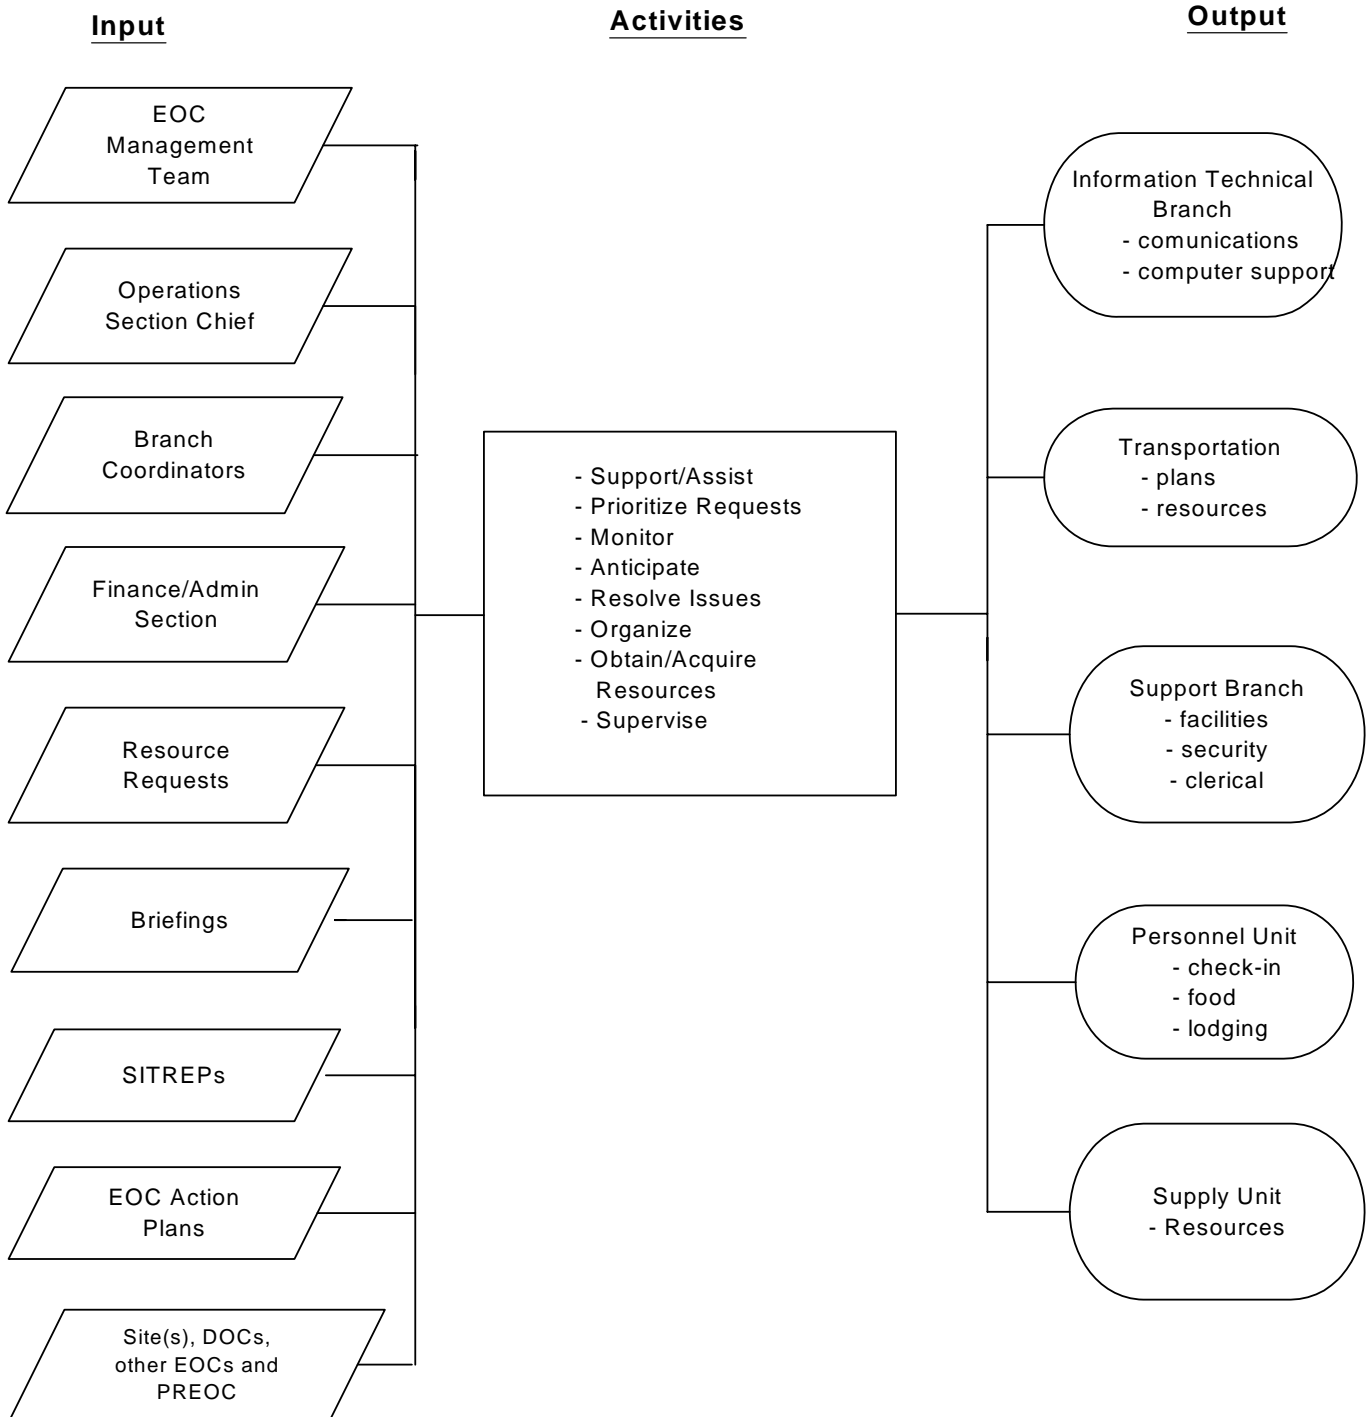 Input
Activities
Output
EOC
Management
Team
Operations
Section Chief
Branch
Coordinators
Finance/Admin
Section
Resource
Requests
Briefings
SITREPs
EOC Action
Plans
Site(s), DOCs,
other EOCs and
PREOC
- Support/Assist
- Prioritize Requests
- Monitor
- Anticipate
- Resolve Issues
- Organize
- Obtain/Acquire
Resources
- Supervise
Information Technical
Branch
- comunications
- computer support
Transportation
- plans
- resources
Support Branch
- facilities
- security
- clerical
Personnel Unit
- check-in
- food
- lodging
Supply Unit
- Resources